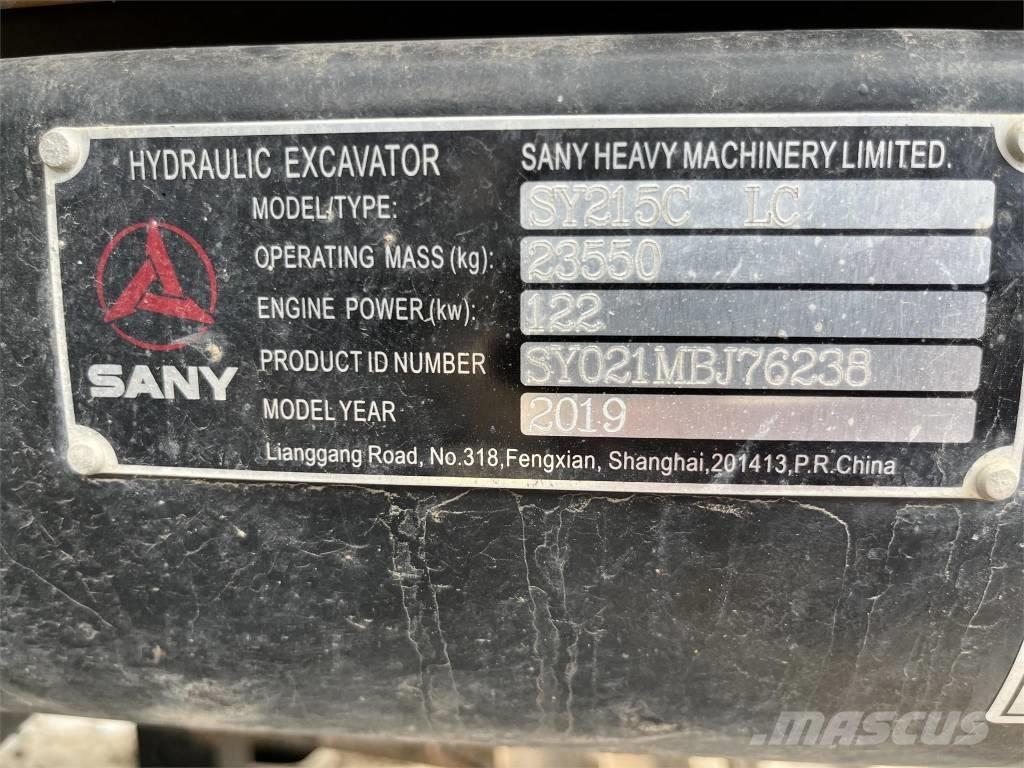 HYDRAULIC EXCAVATOR SANY HEAVY MACHINERY LIMITED.
MODEL/TYPE: SY215C LC
OPERATING MASS (kg): 23550
ENGINE POWER (kw): 122
PRODUCT ID NUMBER SY021MBJ76238
MODEL YEAR 2019
SANY
Lianggang Road, No.318,Fengxian, Shanghai,201413,P.R.China
MASCUS